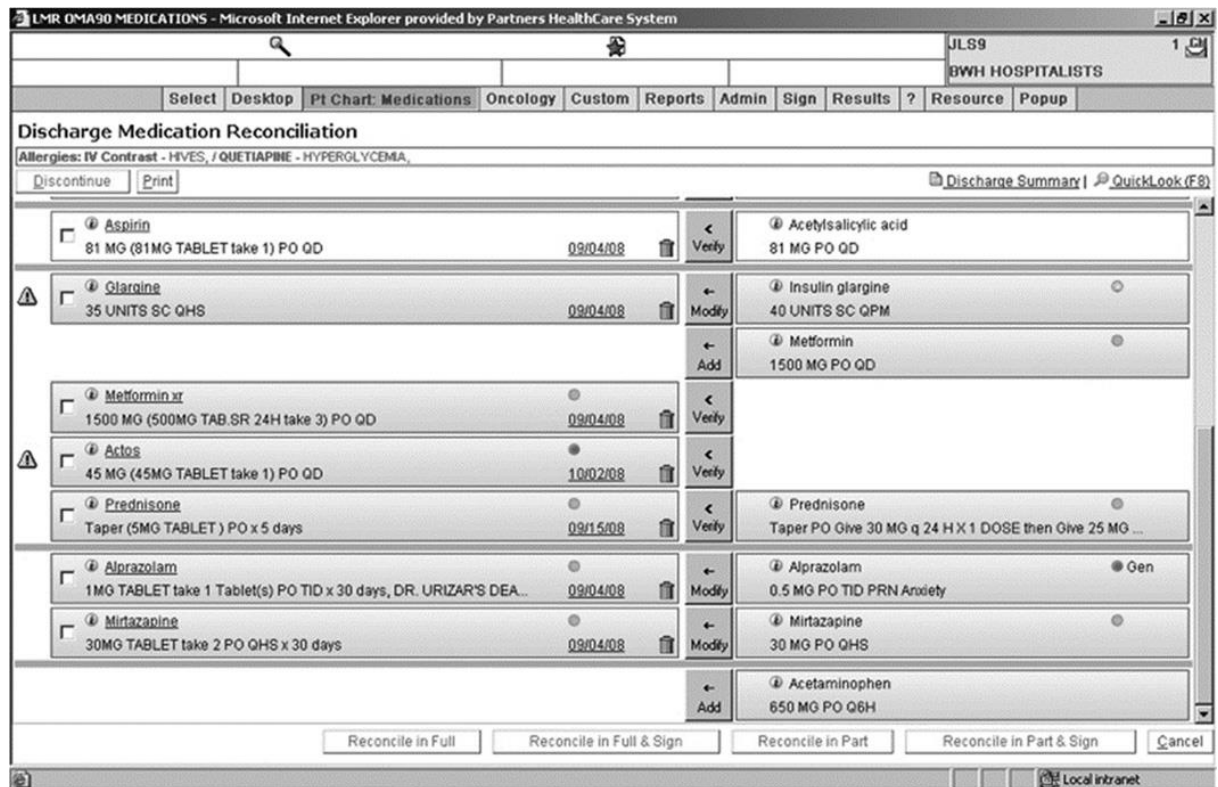 LMR OMA90 MEDICATIONS - Microsoft Internet Explorer provided by Partners HealthCare System
JLS9 1
BWH HOSPITALISTS
Select Desktop Pt Chart: Medications Oncology Custom Reports Admin Sign Results ? Resource Popup
Discharge Medication Reconciliation
Allergies: IV Contrast - HIVES, / QUETIAPINE - HYPERGLYCEMIA,
Discontinue Print Discharge Summary | QuickLook (F8)
Aspirin < Acetylsalicylic acid
81 MG (81MG TABLET take 1) PO QD 09/04/08 Verify 81 MG PO QD
Glargine ← Insulin glargine
35 UNITS SC QHS 09/04/08 Modify 40 UNITS SC QPM
← Metformin
Add 1500 MG PO QD
Metformin xr <
1500 MG (500MG TAB.SR 24H take 3) PO QD 09/04/08 Verify
Actos <
45 MG (45MG TABLET take 1) PO QD 10/02/08 Verify
Prednisone < Prednisone
Taper (5MG TABLET ) PO x 5 days 09/15/08 Verify Taper PO Give 30 MG q 24 H X 1 DOSE then Give 25 MG ...
Alprazolam ← Alprazolam Gen
1MG TABLET take 1 Tablet(s) PO TID x 30 days, DR. URIZAR'S DEA... 09/04/08 Modify 0.5 MG PO TID PRN Anxiety
Mirtazapine ← Mirtazapine
30MG TABLET take 2 PO QHS x 30 days 09/04/08 Modify 30 MG PO QHS
← Acetaminophen
Add 650 MG PO Q6H
Reconcile in Full Reconcile in Full & Sign Reconcile in Part Reconcile in Part & Sign Cancel
Local intranet